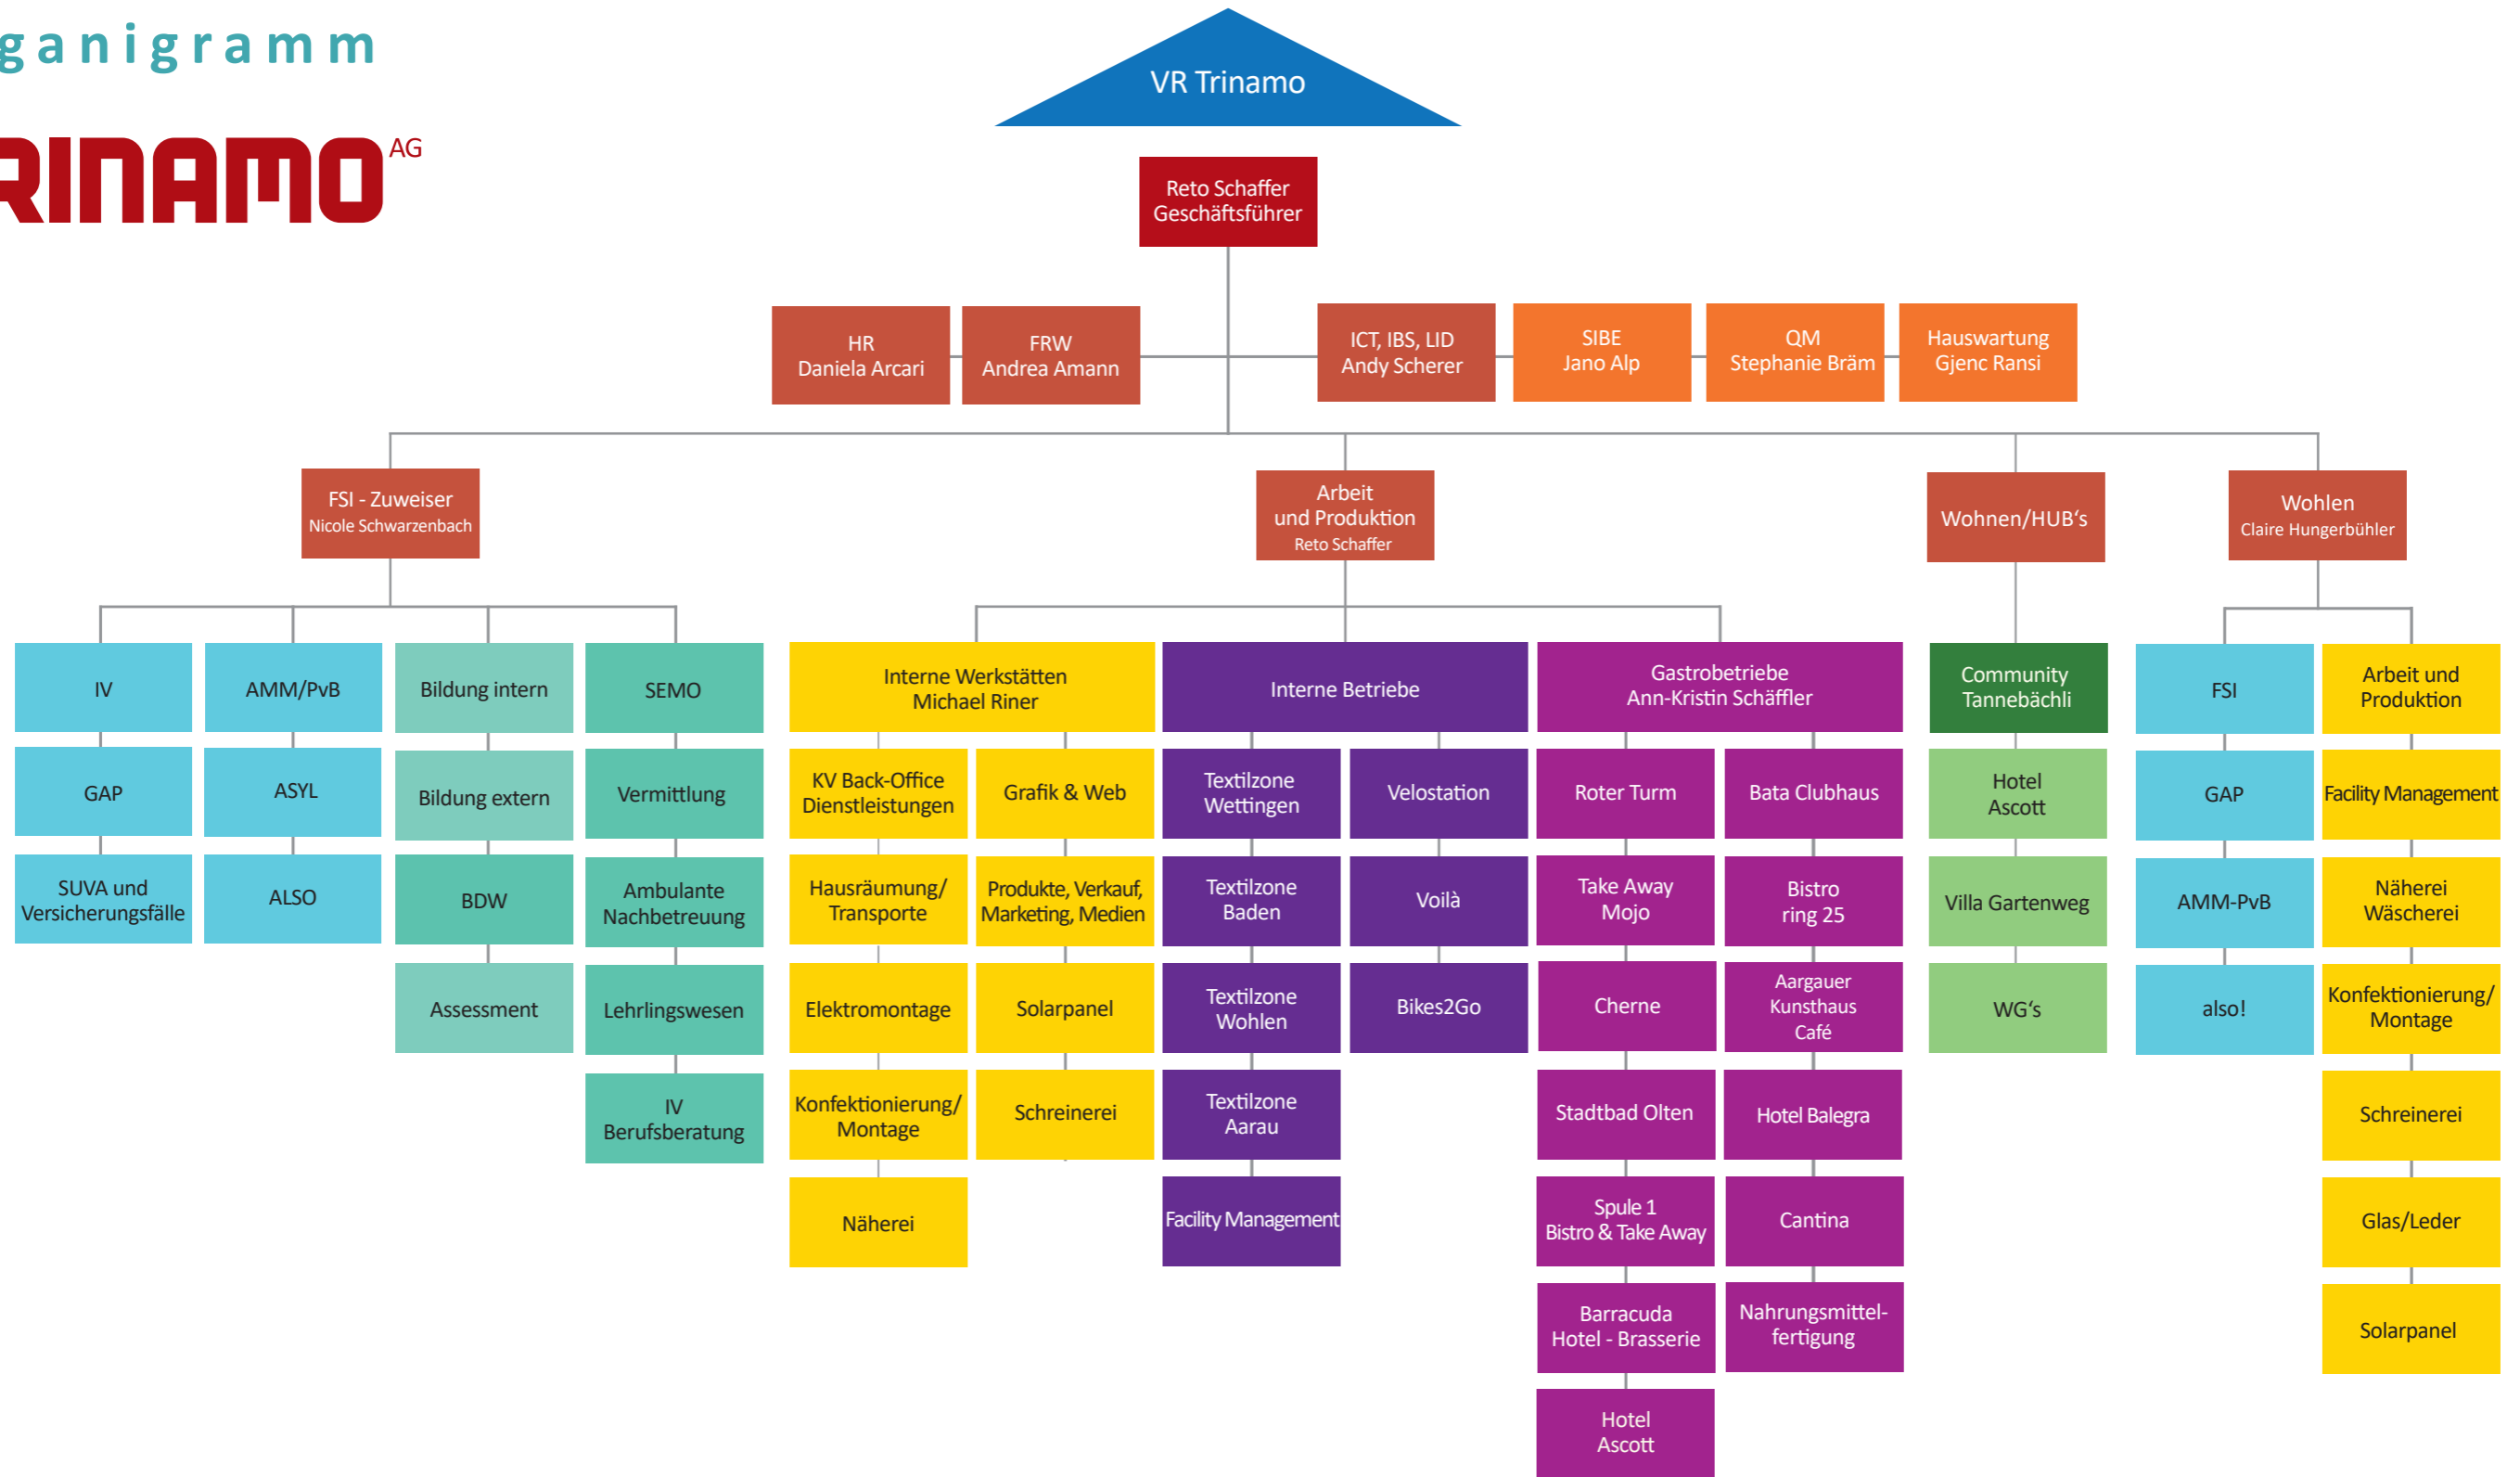 ganigramm
VR Trinamo
RINAMO AG
Reto Schaffer
Geschäftsführer
HR
Daniela Arcari
FRW
Andrea Amann
ICT, IBS, LID
Andy Scherer
SIBE
Jano Alp
QM
Stephanie Bräm
Hauswartung
Gjenc Ransi
FSI - Zuweiser
Nicole Schwarzenbach
Arbeit
und Produktion
Reto Schaffer
Wohnen/HUB‘s
Wohlen
Claire Hungerbühler
IV
GAP
SUVA und
Versicherungsfälle
AMM/PvB
ASYL
ALSO
Bildung intern
Bildung extern
BDW
Assessment
SEMO
Vermittlung
Ambulante
Nachbetreuung
Lehrlingswesen
IV
Berufsberatung
Interne Werkstätten
Michael Riner
KV Back-Office
Dienstleistungen
Hausräumung/
Transporte
Elektromontage
Konfektionierung/
Montage
Näherei
Grafik & Web
Produkte, Verkauf,
Marketing, Medien
Solarpanel
Schreinerei
Interne Betriebe
Textilzone
Wettingen
Textilzone
Baden
Textilzone
Wohlen
Textilzone
Aarau
Facility Management
Velostation
Voilà
Bikes2Go
Gastrobetriebe
Ann-Kristin Schäffler
Roter Turm
Take Away
Mojo
Cherne
Stadtbad Olten
Spule 1
Bistro & Take Away
Barracuda
Hotel - Brasserie
Hotel
Ascott
Bata Clubhaus
Bistro
ring 25
Aargauer
Kunsthaus
Café
Hotel Balegra
Cantina
Nahrungsmittel-
fertigung
Community
Tannebächli
Hotel
Ascott
Villa Gartenweg
WG‘s
FSI
GAP
AMM-PvB
also!
Arbeit und
Produktion
Facility Management
Näherei
Wäscherei
Konfektionierung/
Montage
Schreinerei
Glas/Leder
Solarpanel